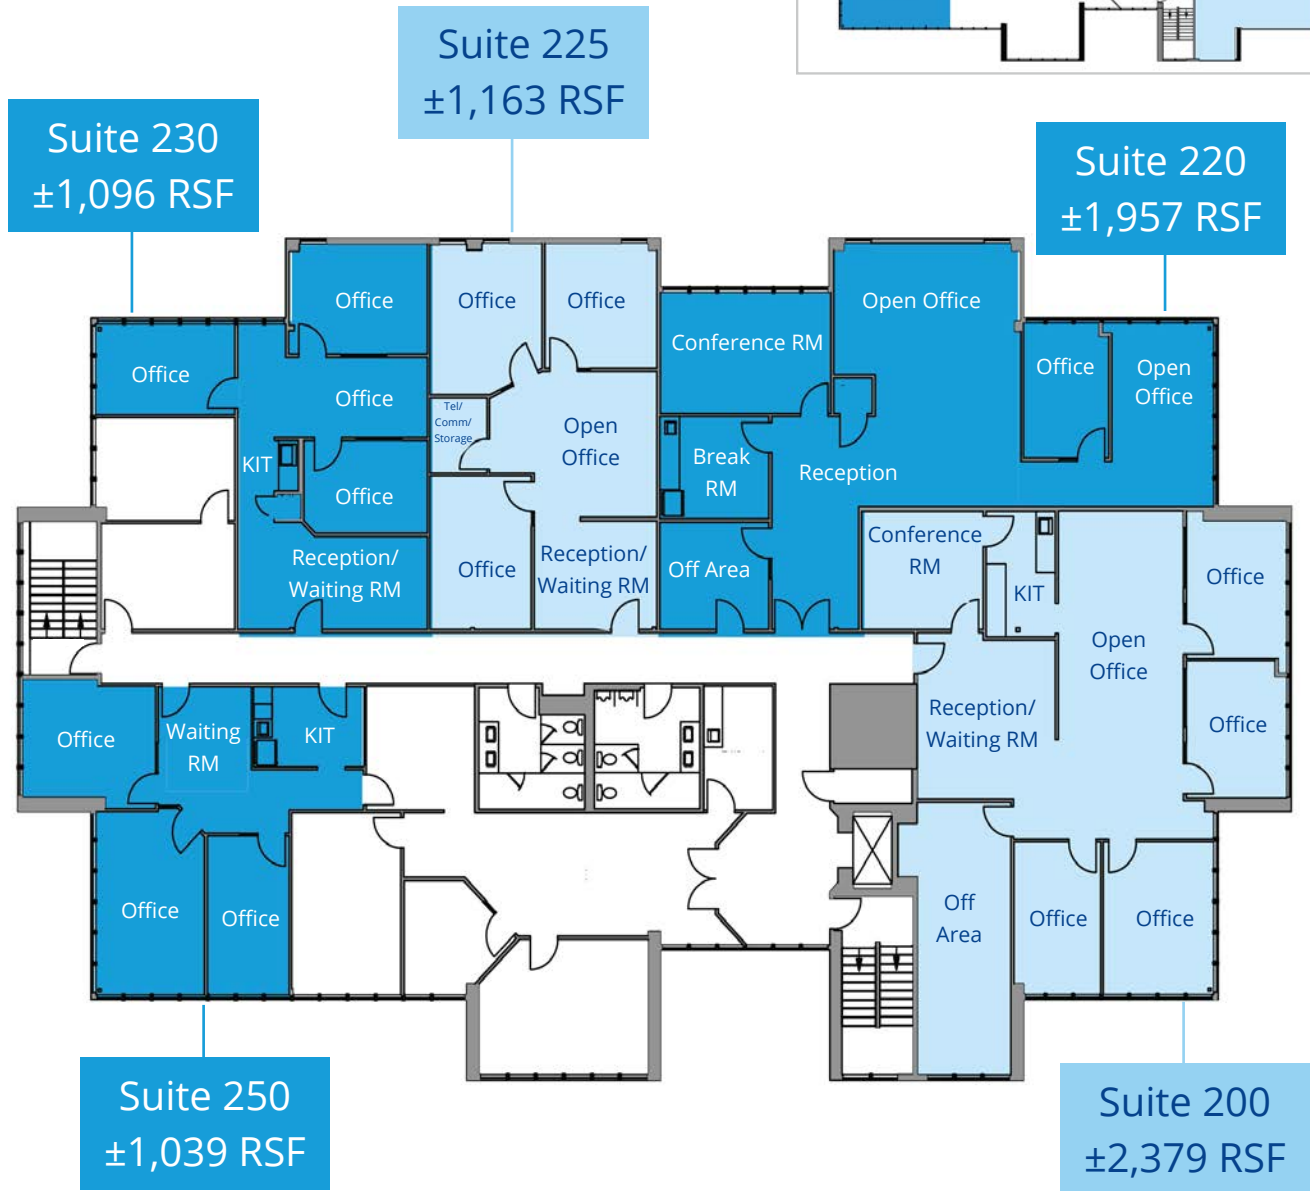 Suite 225
±1,163 RSF
Suite 230
±1,096 RSF
Suite 220
±1,957 RSF
Office
Office
Office
Open Office
Conference RM
Office
Office
Open
Office
Office
Tel/
Comm/
Storage
Open
Office
KIT
Break
RM
Reception
Office
Reception/
Waiting RM
Office
Reception/
Waiting RM
Off Area
Conference
RM
KIT
Office
Open
Office
Office
Waiting
RM
KIT
Reception/
Waiting RM
Office
Office
Office
Off
Area
Office
Office
Suite 250
±1,039 RSF
Suite 200
±2,379 RSF